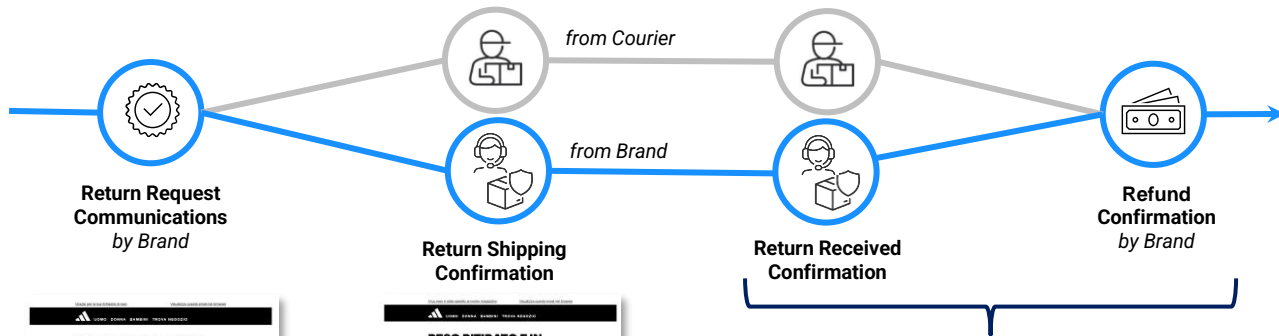 from Courier
from Brand
Return Request
Communications
by Brand
Return Shipping
Confirmation
Return Received
Confirmation
Refund
Confirmation
by Brand
UOMO DONNA BAMBINI TROVA NEGOZIO
UOMO DONNA BAMBINI TROVA NEGOZIO